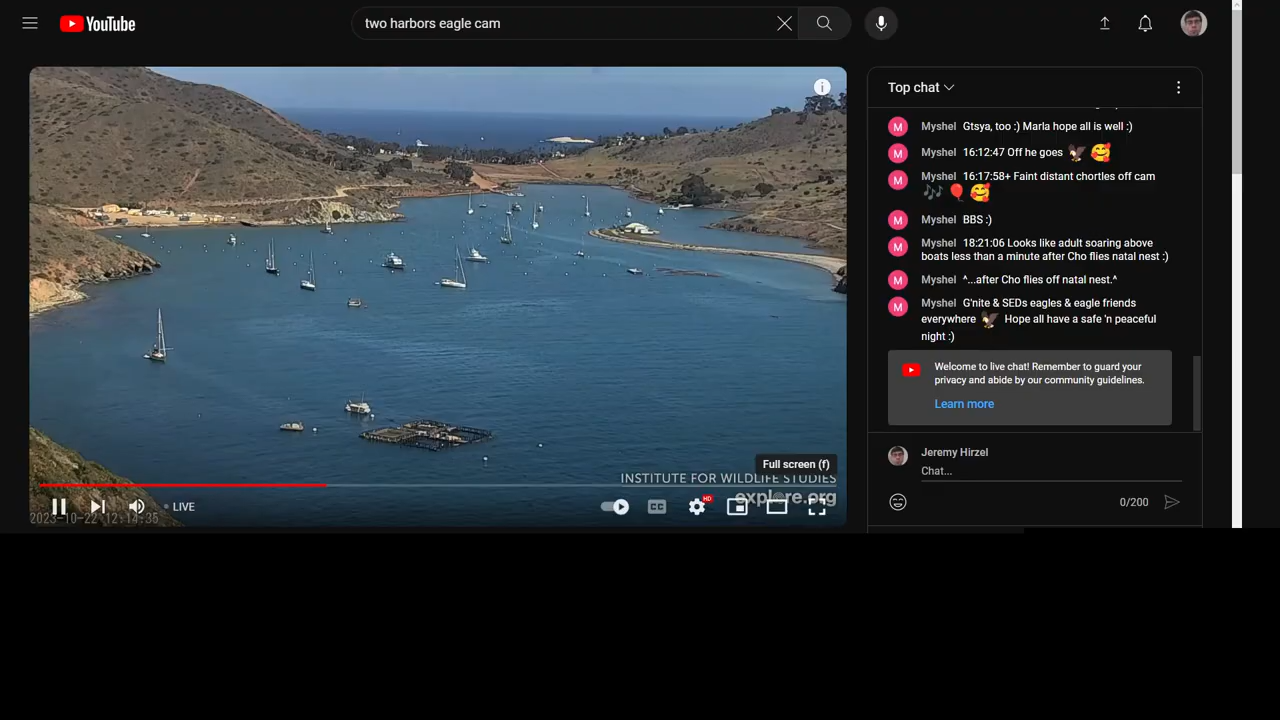 YouTube
two harbors eagle cam
Top chat
Myshel Gtsya, too :) Marla hope all is well :)
Myshel 16:12:47 Off he goes 🦅 🥰
Myshel 16:17:58+ Faint distant chortles off cam
🎶 🎈 🥰
Myshel BBS :)
Myshel 18:21:06 Looks like adult soaring above
boats less than a minute after Cho flies natal nest :)
Myshel ^...after Cho flies off natal nest.^
Myshel G'nite & SEDs eagles & eagle friends
everywhere 🦅 Hope all have a safe 'n peaceful
night :)
Welcome to live chat! Remember to guard your
privacy and abide by our community guidelines.
Learn more
Jeremy Hirzel
Chat...
0/200
Full screen (f)
INSTITUTE FOR WILDLIFE STUDIES
explore.org
LIVE
CC
HD
2023-10-22 12:14:35